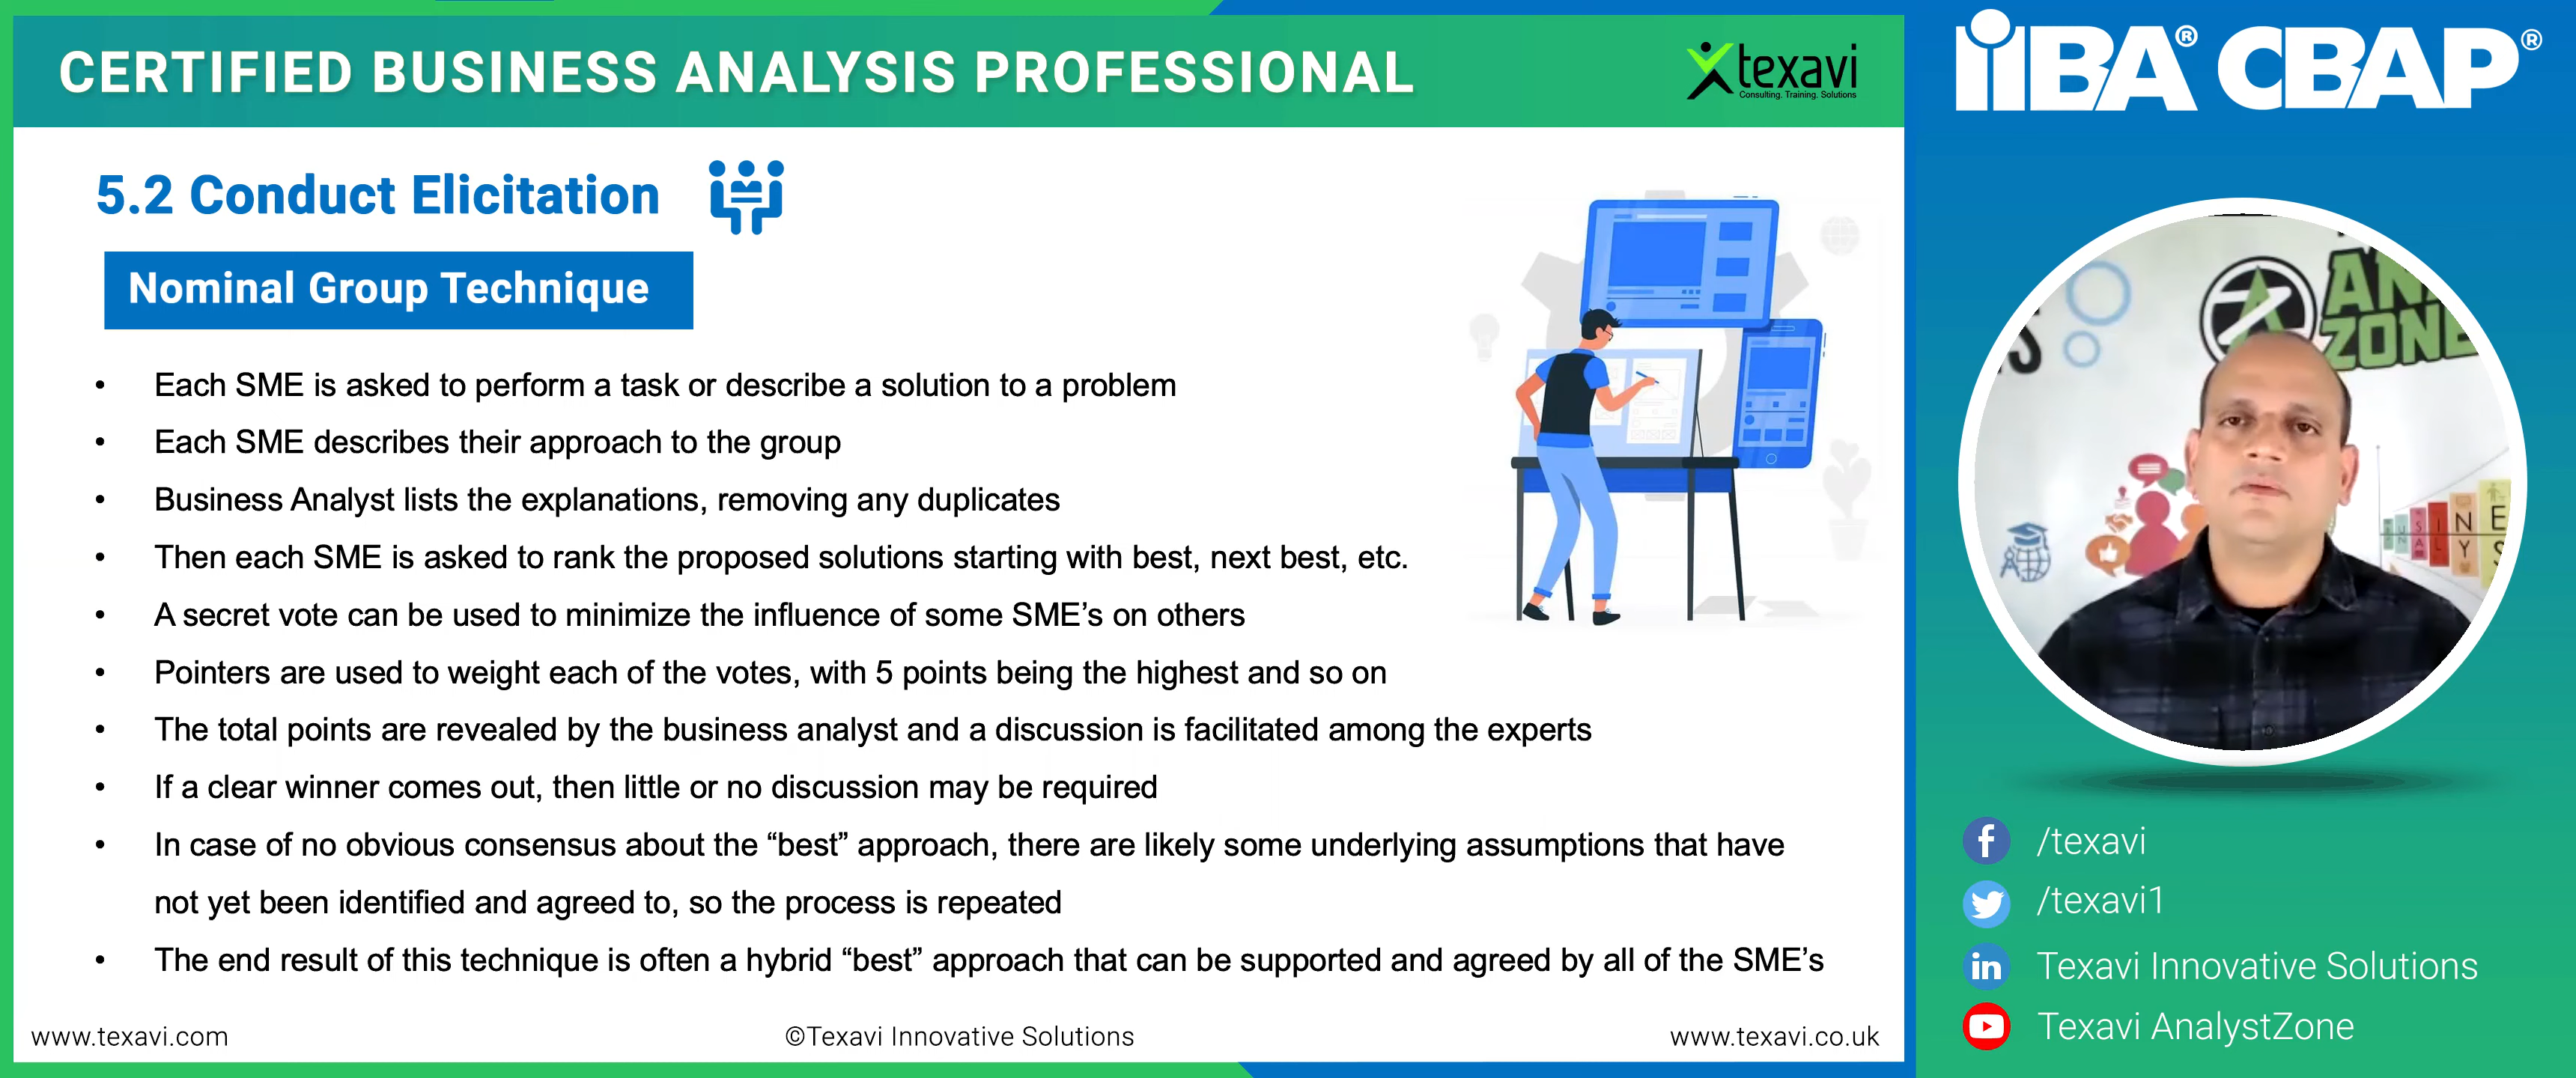 CERTIFIED BUSINESS ANALYSIS PROFESSIONAL
texavi
Consulting. Training. Solutions
IIBA® CBAP®
5.2 Conduct Elicitation
Nominal Group Technique
• Each SME is asked to perform a task or describe a solution to a problem
• Each SME describes their approach to the group
• Business Analyst lists the explanations, removing any duplicates
• Then each SME is asked to rank the proposed solutions starting with best, next best, etc.
• A secret vote can be used to minimize the influence of some SME’s on others
• Pointers are used to weight each of the votes, with 5 points being the highest and so on
• The total points are revealed by the business analyst and a discussion is facilitated among the experts
• If a clear winner comes out, then little or no discussion may be required
• In case of no obvious consensus about the “best” approach, there are likely some underlying assumptions that have
not yet been identified and agreed to, so the process is repeated
• The end result of this technique is often a hybrid “best” approach that can be supported and agreed by all of the SME’s
www.texavi.com
©Texavi Innovative Solutions
www.texavi.co.uk
ZONE
/texavi
/texavi1
Texavi Innovative Solutions
Texavi AnalystZone